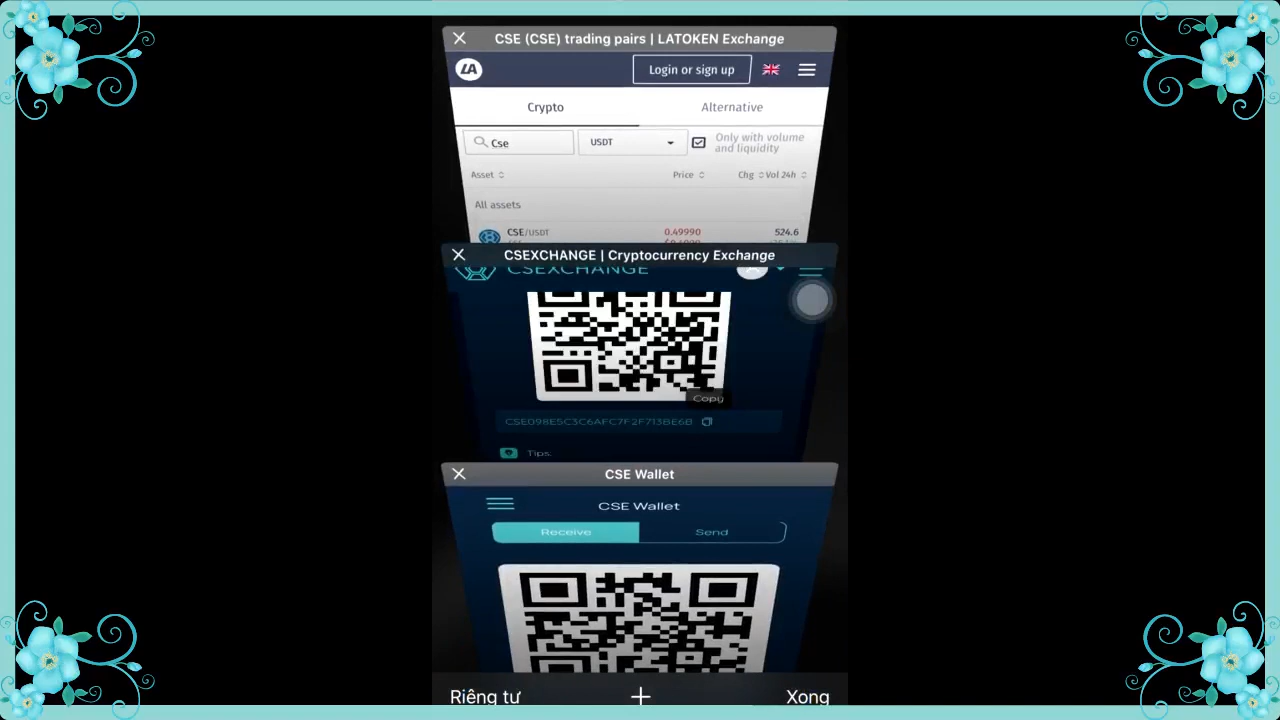 CSE (CSE) trading pairs | LATOKEN Exchange
LA
Login or sign up
Crypto
Alternative
Cse
USDT
Only with volume
and liquidity
Asset
Price
Chg
Vol 24h
All assets
CSE/USDT
0.49990
524.6
CSEXCHANGE | Cryptocurrency Exchange
CSEXCHANGE
Copy
CSE098E5C3C6AFC7F2F713BE6B
Tips:
CSE Wallet
CSE Wallet
Receive
Send
Riêng tư
Xong